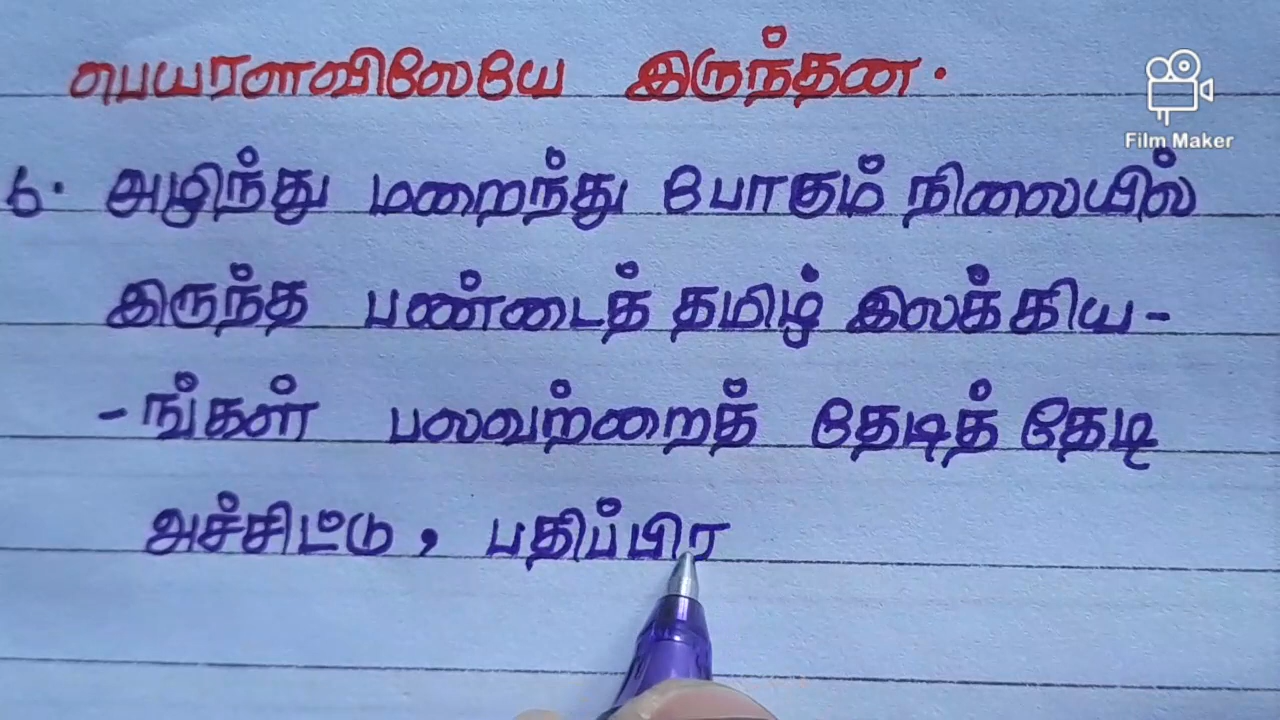 பெயரளவிலேயே இருந்தன.
Film Maker
6. அழிந்து மறைந்து போகும் நிலையில்
இருந்த பண்டைத் தமிழ் இலக்கிய-
-ங்கள் பலவற்றைத் தேடித் தேடி
அச்சிட்டு, பதிப்பிர